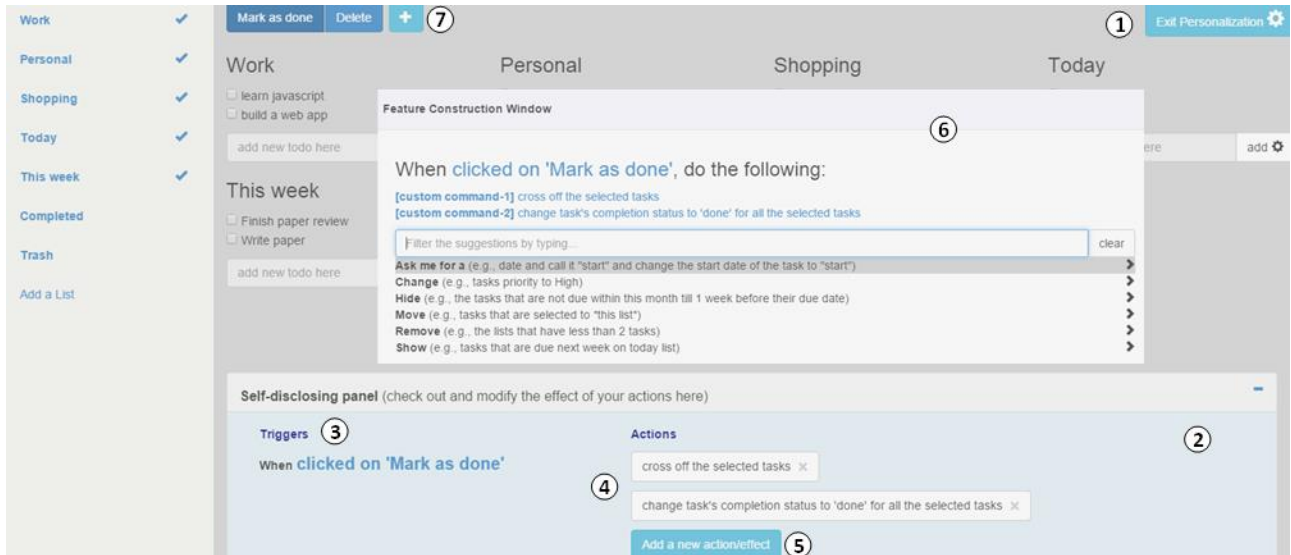 Work
Personal
Shopping
Today
This week
Completed
Trash
Add a List
Mark as done Delete + 7
1 Exit Personalization
Work Personal Shopping Today
learn javascript
build a web app
add new todo here
ere add
This week
Finish paper review
Write paper
add new todo here
Feature Construction Window
6
When clicked on 'Mark as done', do the following:
[custom command-1] cross off the selected tasks
[custom command-2] change task's completion status to 'done' for all the selected tasks
Filter the suggestions by typing... clear
Ask me for a (e.g., date and call it "start" and change the start date of the task to "start")
Change (e.g., tasks priority to High)
Hide (e.g., the tasks that are not due within this month till 1 week before their due date)
Move (e.g., tasks that are selected to "this list")
Remove (e.g., the lists that have less than 2 tasks)
Show (e.g., tasks that are due next week on today list)
Self-disclosing panel (check out and modify the effect of your actions here)
Triggers 3 Actions 2
When clicked on 'Mark as done' cross off the selected tasks ×
4
change task's completion status to 'done' for all the selected tasks ×
Add a new action/effect 5